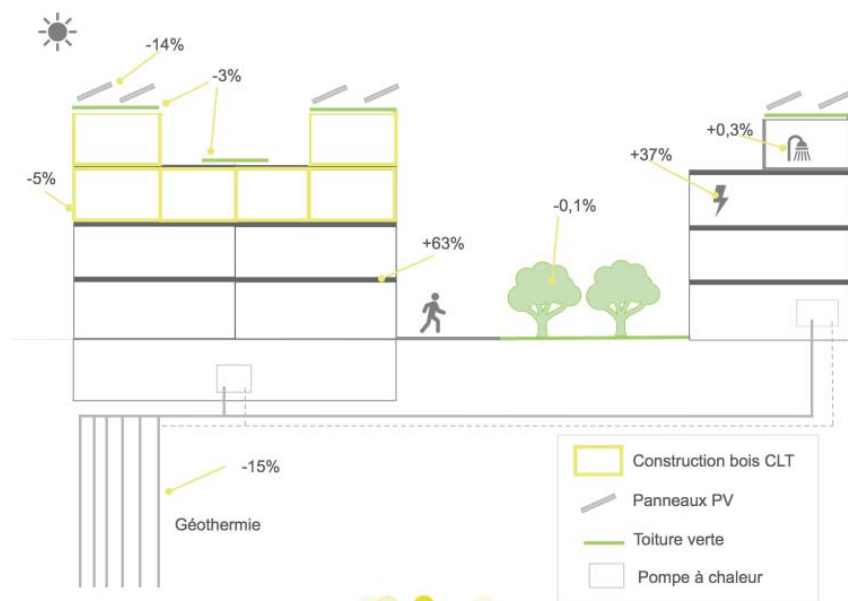 -14%
-3%
-5%
+63%
-0,1%
+0,3%
+37%
-15%
Géothermie
Construction bois CLT
Panneaux PV
Toiture verte
Pompe à chaleur